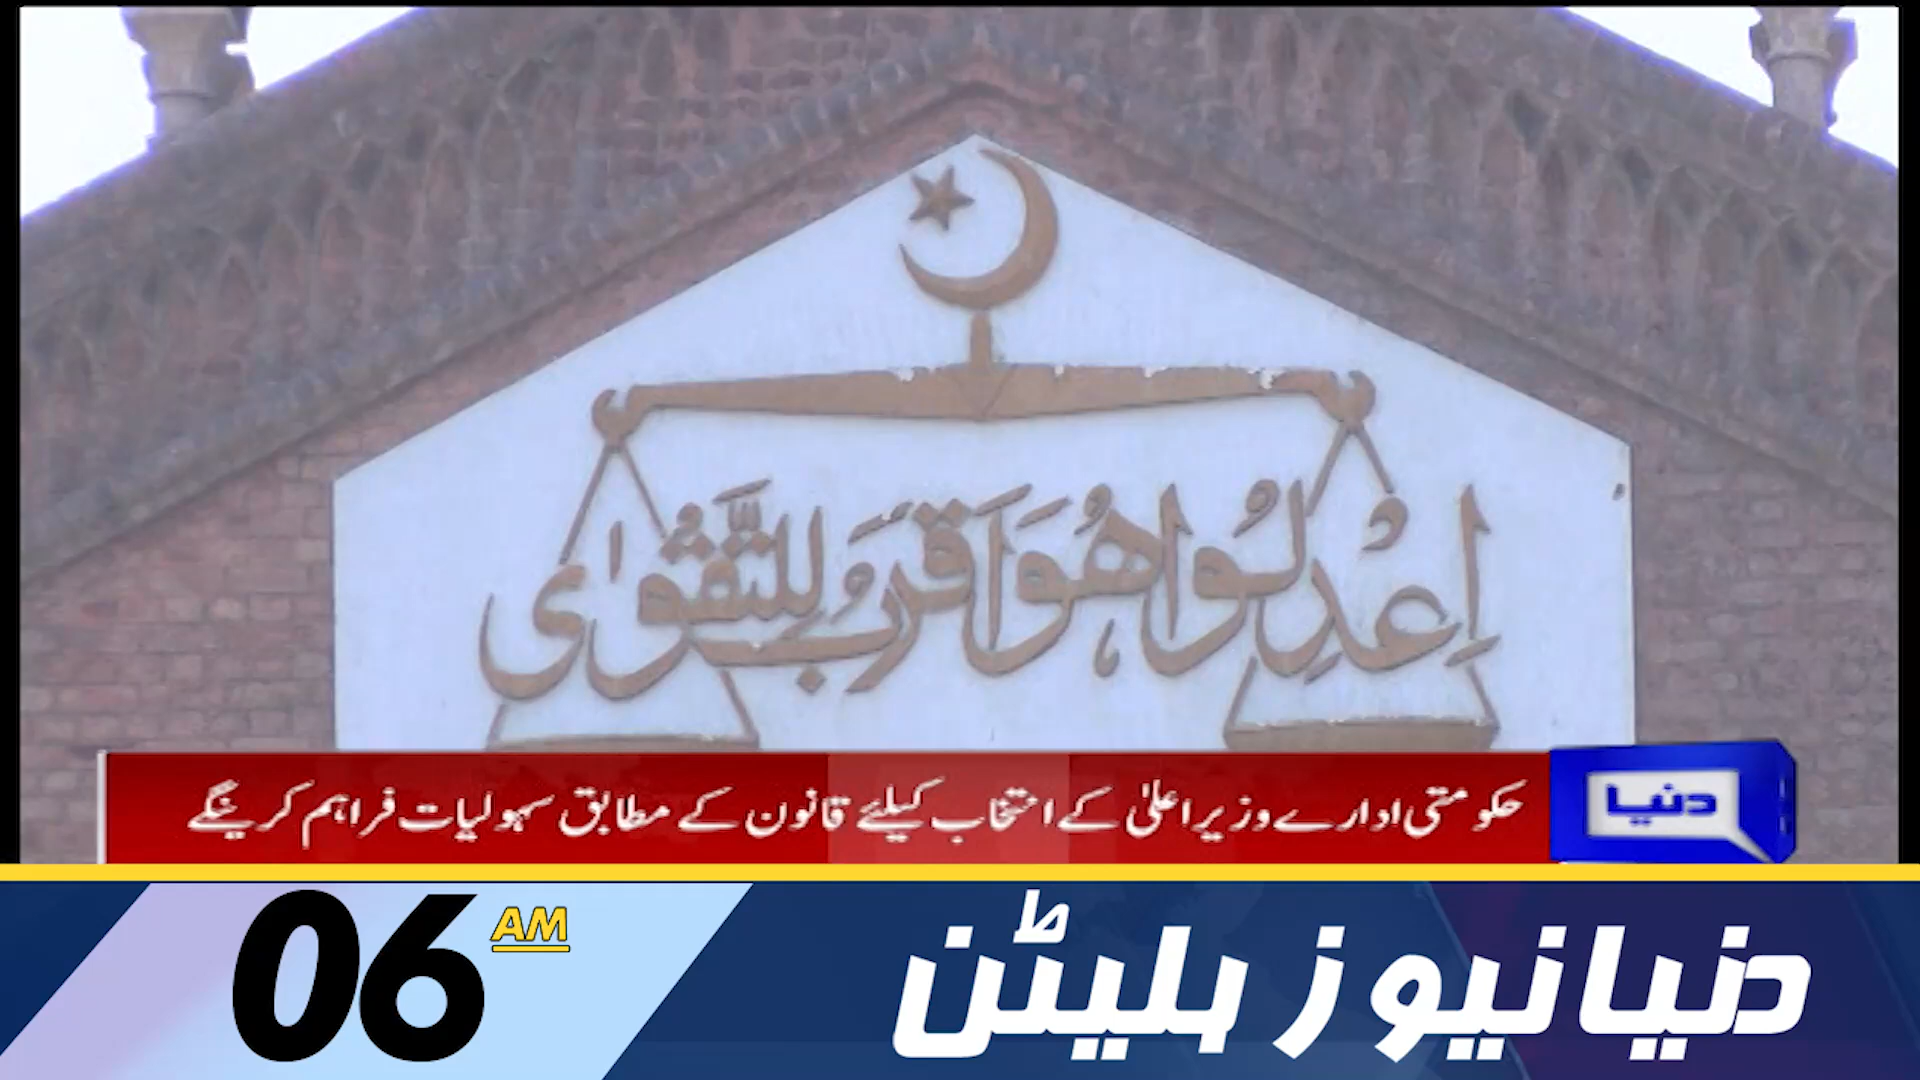 اِعْدِلُوا هُوَ اَقْرَبُ لِلتَّقْوٰى
حکومتی ادارے وزیراعلیٰ کے انتخاب کیلئے قانون کے مطابق سہولیات فراہم کرینگے
دنیا
06 AM
دنیا نیوز بلیٹن